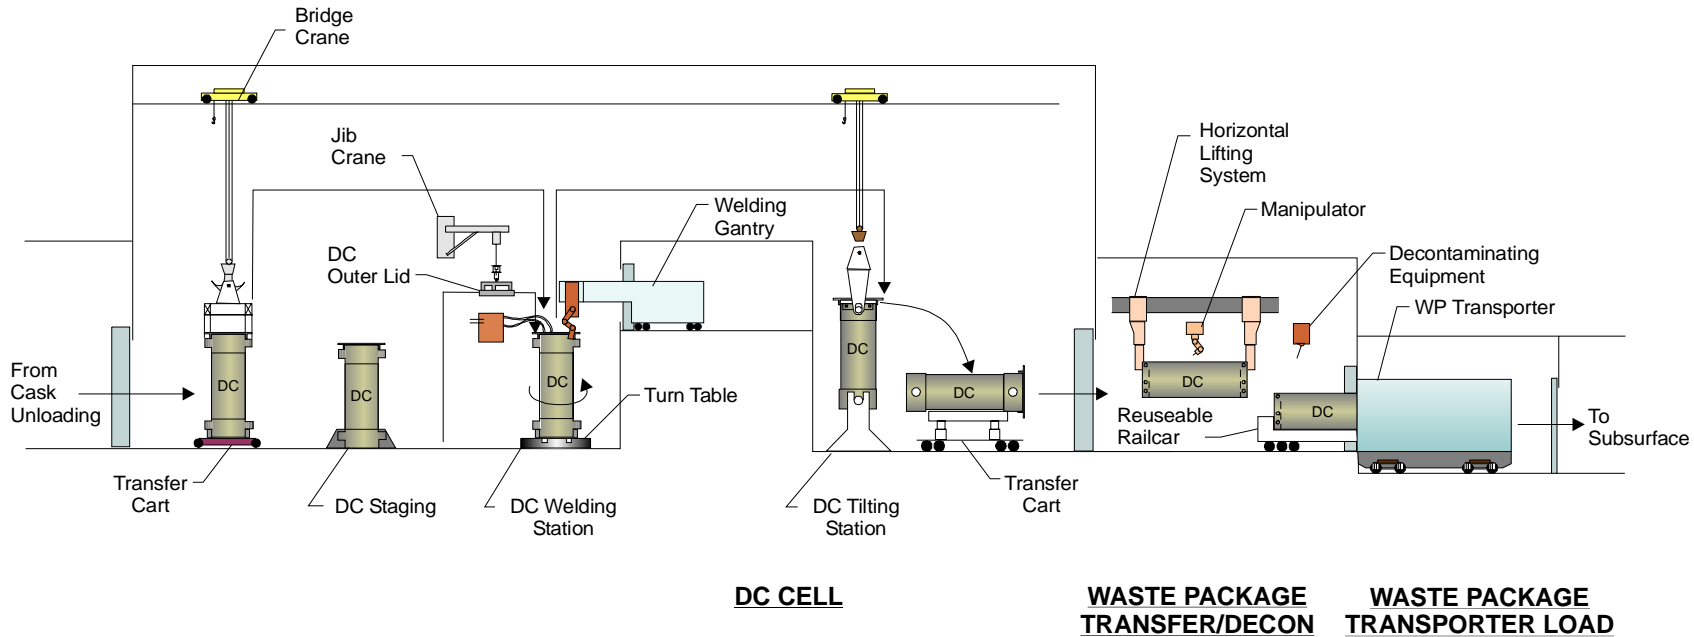 Bridge
Crane
Jib
Crane
DC
Outer Lid
Welding
Gantry
Horizontal
Lifting
System
Manipulator
Decontaminating
Equipment
WP Transporter
From
Cask
Unloading
DC
DC
DC
DC
DC
DC
DC
Turn Table
Reuseable
Railcar
To
Subsurface
Transfer
Cart
DC Staging
DC Welding
Station
DC Tilting
Station
Transfer
Cart
DC CELL
WASTE PACKAGE
TRANSFER/DECON
WASTE PACKAGE
TRANSPORTER LOAD